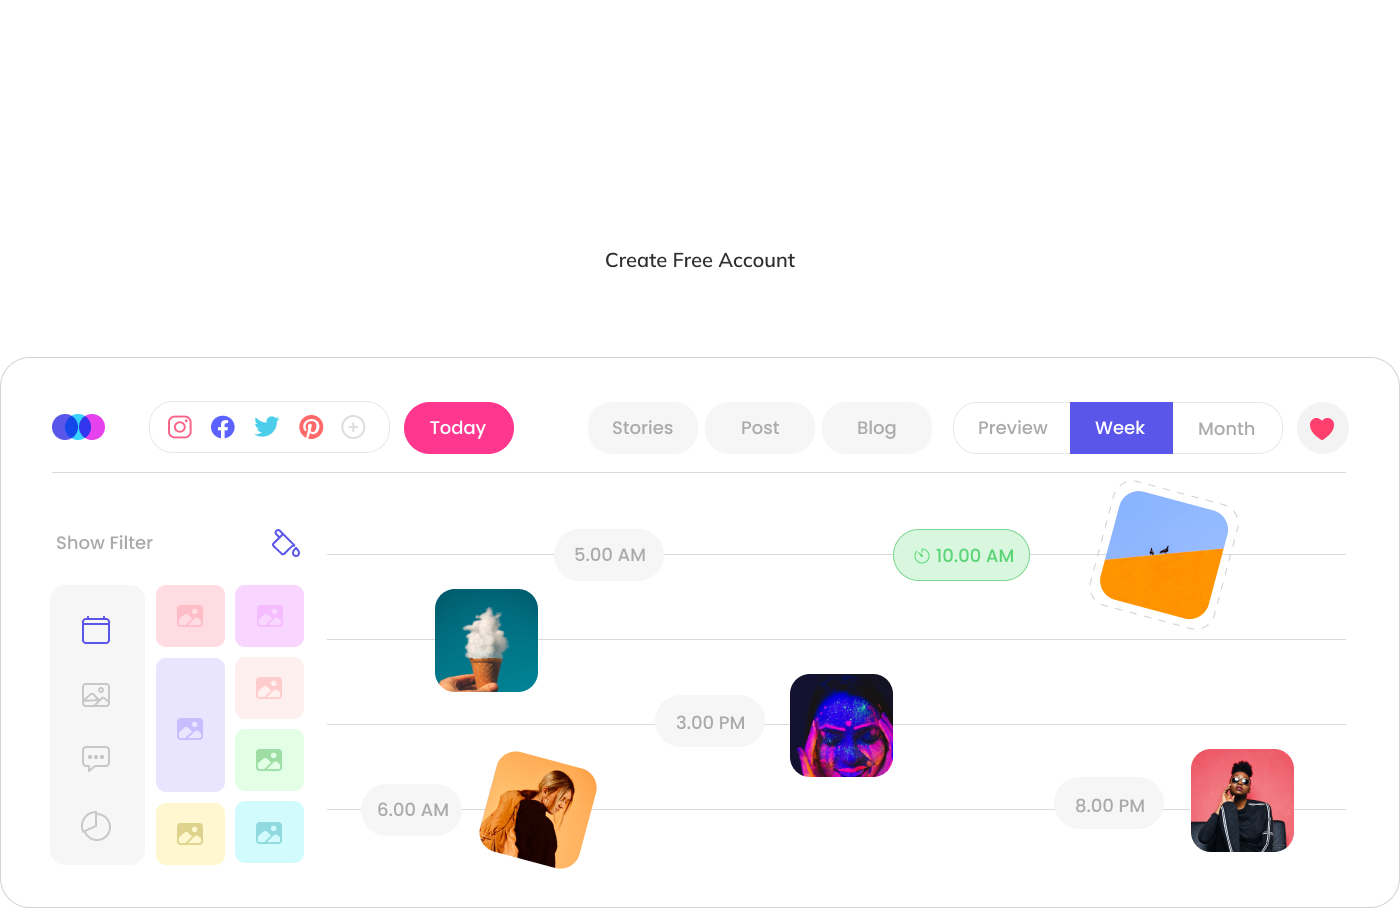 Create Free Account
Today
Stories
Post
Blog
Preview
Week
Month
Show Filter
5.00 AM
10.00 AM
3.00 PM
6.00 AM
8.00 PM